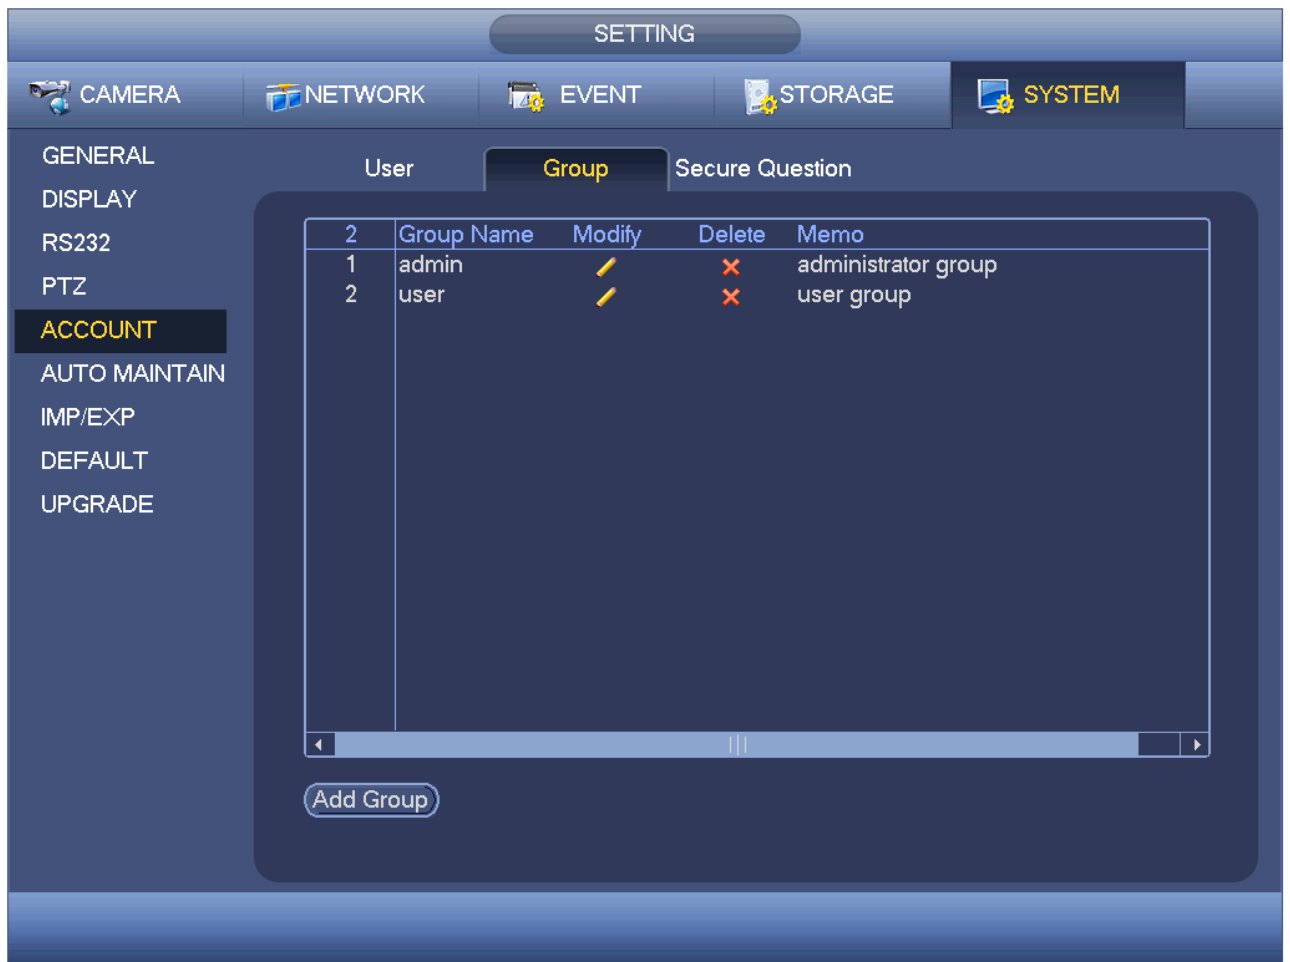 SETTING
CAMERA NETWORK EVENT STORAGE SYSTEM
GENERAL
DISPLAY
RS232
PTZ
ACCOUNT
AUTO MAINTAIN
IMP/EXP
DEFAULT
UPGRADE
User Group Secure Question
2 Group Name Modify Delete Memo
1 admin administrator group
2 user user group
Add Group